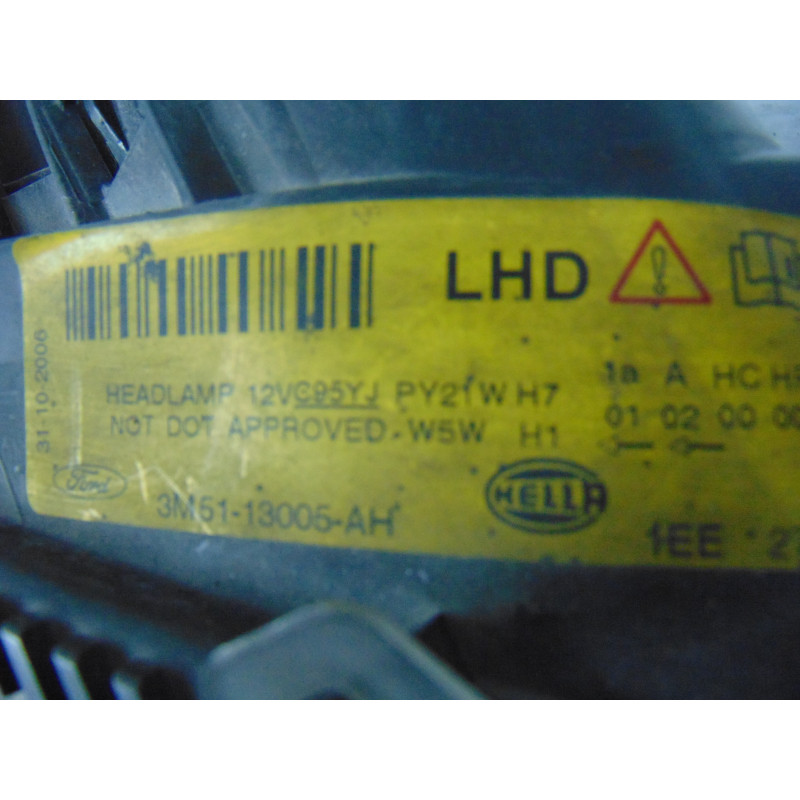 LHD
31-10-2006
HEADLAMP 12V C95YJ PY21W H7
NOT DOT APPROVED - W5W H1
1a A HC
01 02 00
Ford
3M51-13005-AH
HELLA
1EE